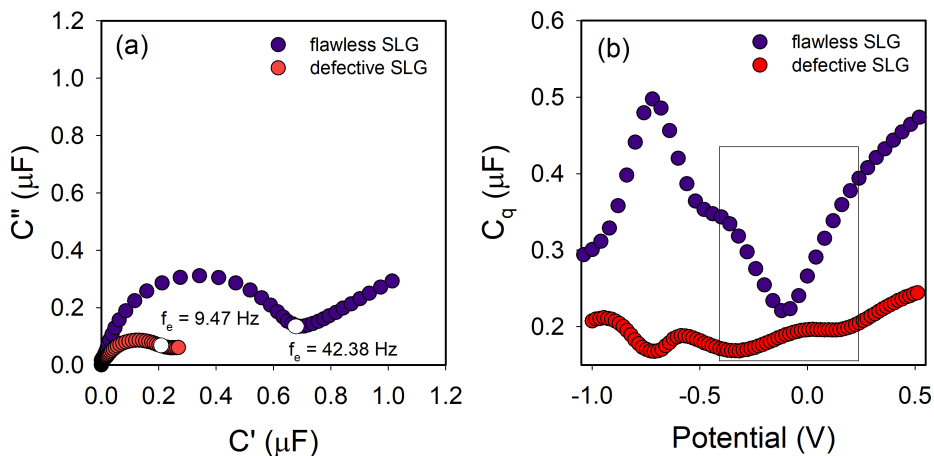 (a)
flawless SLG
defective SLG
1.2
1.0
0.8
0.6
0.4
0.2
0.0
C" (μF)
fe = 9.47 Hz
fe = 42.38 Hz
0.0 0.2 0.4 0.6 0.8 1.0 1.2
C' (μF)
(b)
flawless SLG
defective SLG
0.6
0.5
0.4
0.3
0.2
Cq (μF)
-1.0 -0.5 0.0 0.5
Potential (V)